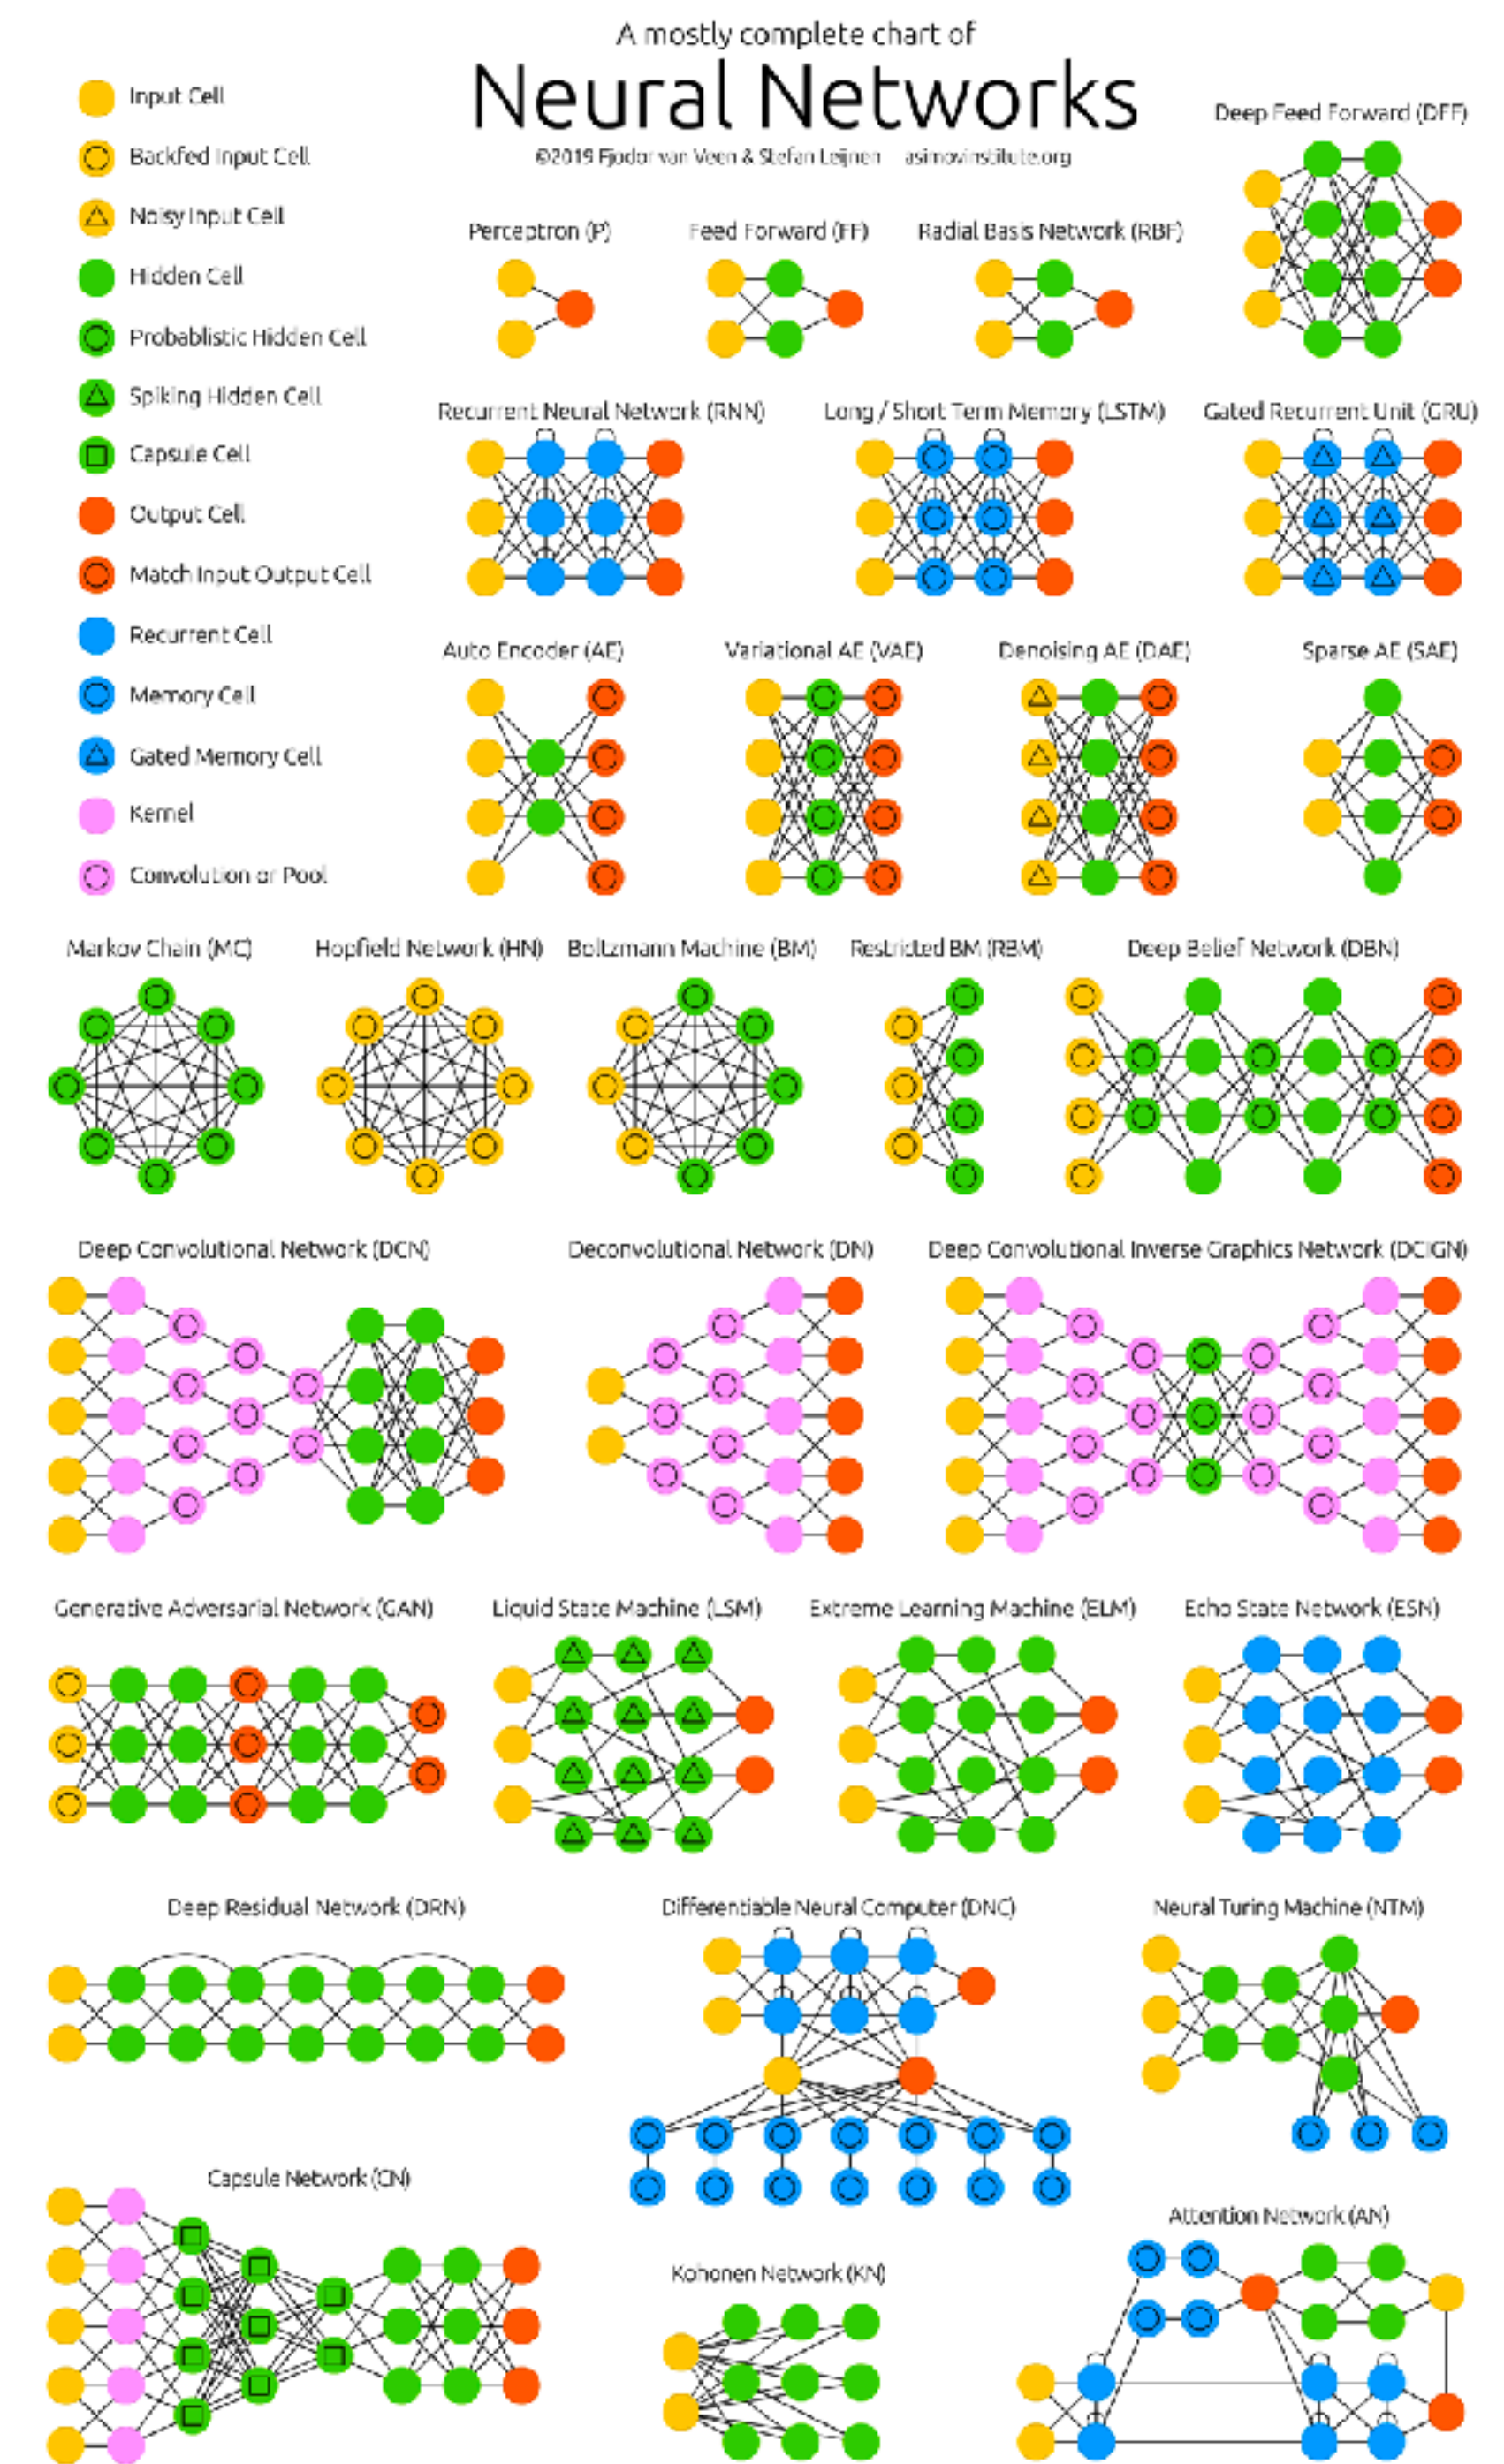 A mostly complete chart of
Neural Networks
©2019 Fjodor van Veen & Stefan Leijnen asimovinstitute.org
Input Cell
Backfed Input Cell
Noisy Input Cell
Hidden Cell
Probablistic Hidden Cell
Spiking Hidden Cell
Capsule Cell
Output Cell
Match Input Output Cell
Recurrent Cell
Memory Cell
Gated Memory Cell
Kernel
Convolution or Pool
Deep Feed Forward (DFF)
Perceptron (P)
Feed Forward (FF)
Radial Basis Network (RBF)
Recurrent Neural Network (RNN)
Long / Short Term Memory (LSTM)
Gated Recurrent Unit (GRU)
Auto Encoder (AE)
Variational AE (VAE)
Denoising AE (DAE)
Sparse AE (SAE)
Markov Chain (MC)
Hopfield Network (HN)
Boltzmann Machine (BM)
Restricted BM (RBM)
Deep Belief Network (DBN)
Deep Convolutional Network (DCN)
Deconvolutional Network (DN)
Deep Convolutional Inverse Graphics Network (DCIGN)
Generative Adversarial Network (GAN)
Liquid State Machine (LSM)
Extreme Learning Machine (ELM)
Echo State Network (ESN)
Deep Residual Network (DRN)
Differentiable Neural Computer (DNC)
Neural Turing Machine (NTM)
Capsule Network (CN)
Kohonen Network (KN)
Attention Network (AN)